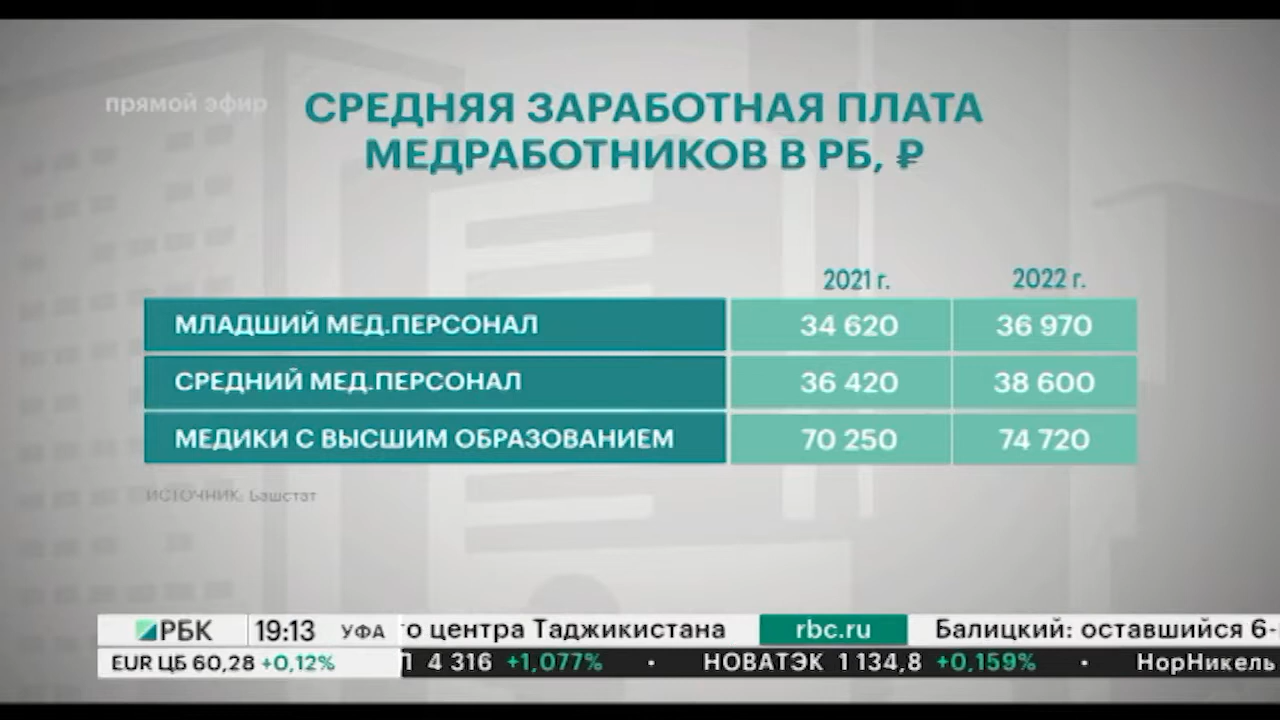 прямой эфир
СРЕДНЯЯ ЗАРАБОТНАЯ ПЛАТА
МЕДРАБОТНИКОВ В РБ, ₽
2021 г. 2022 г.
МЛАДШИЙ МЕД.ПЕРСОНАЛ 34 620 36 970
СРЕДНИЙ МЕД.ПЕРСОНАЛ 36 420 38 600
МЕДИКИ С ВЫСШИМ ОБРАЗОВАНИЕМ 70 250 74 720
ИСТОЧНИК: Башстат
РБК 19:13 УФА го центра Таджикистана rbc.ru Балицкий: оставшийся 6-
EUR ЦБ 60,28 +0,12% 4 316 +1,077% • НОВАТЭК 1 134,8 +0,159% • НорНикель